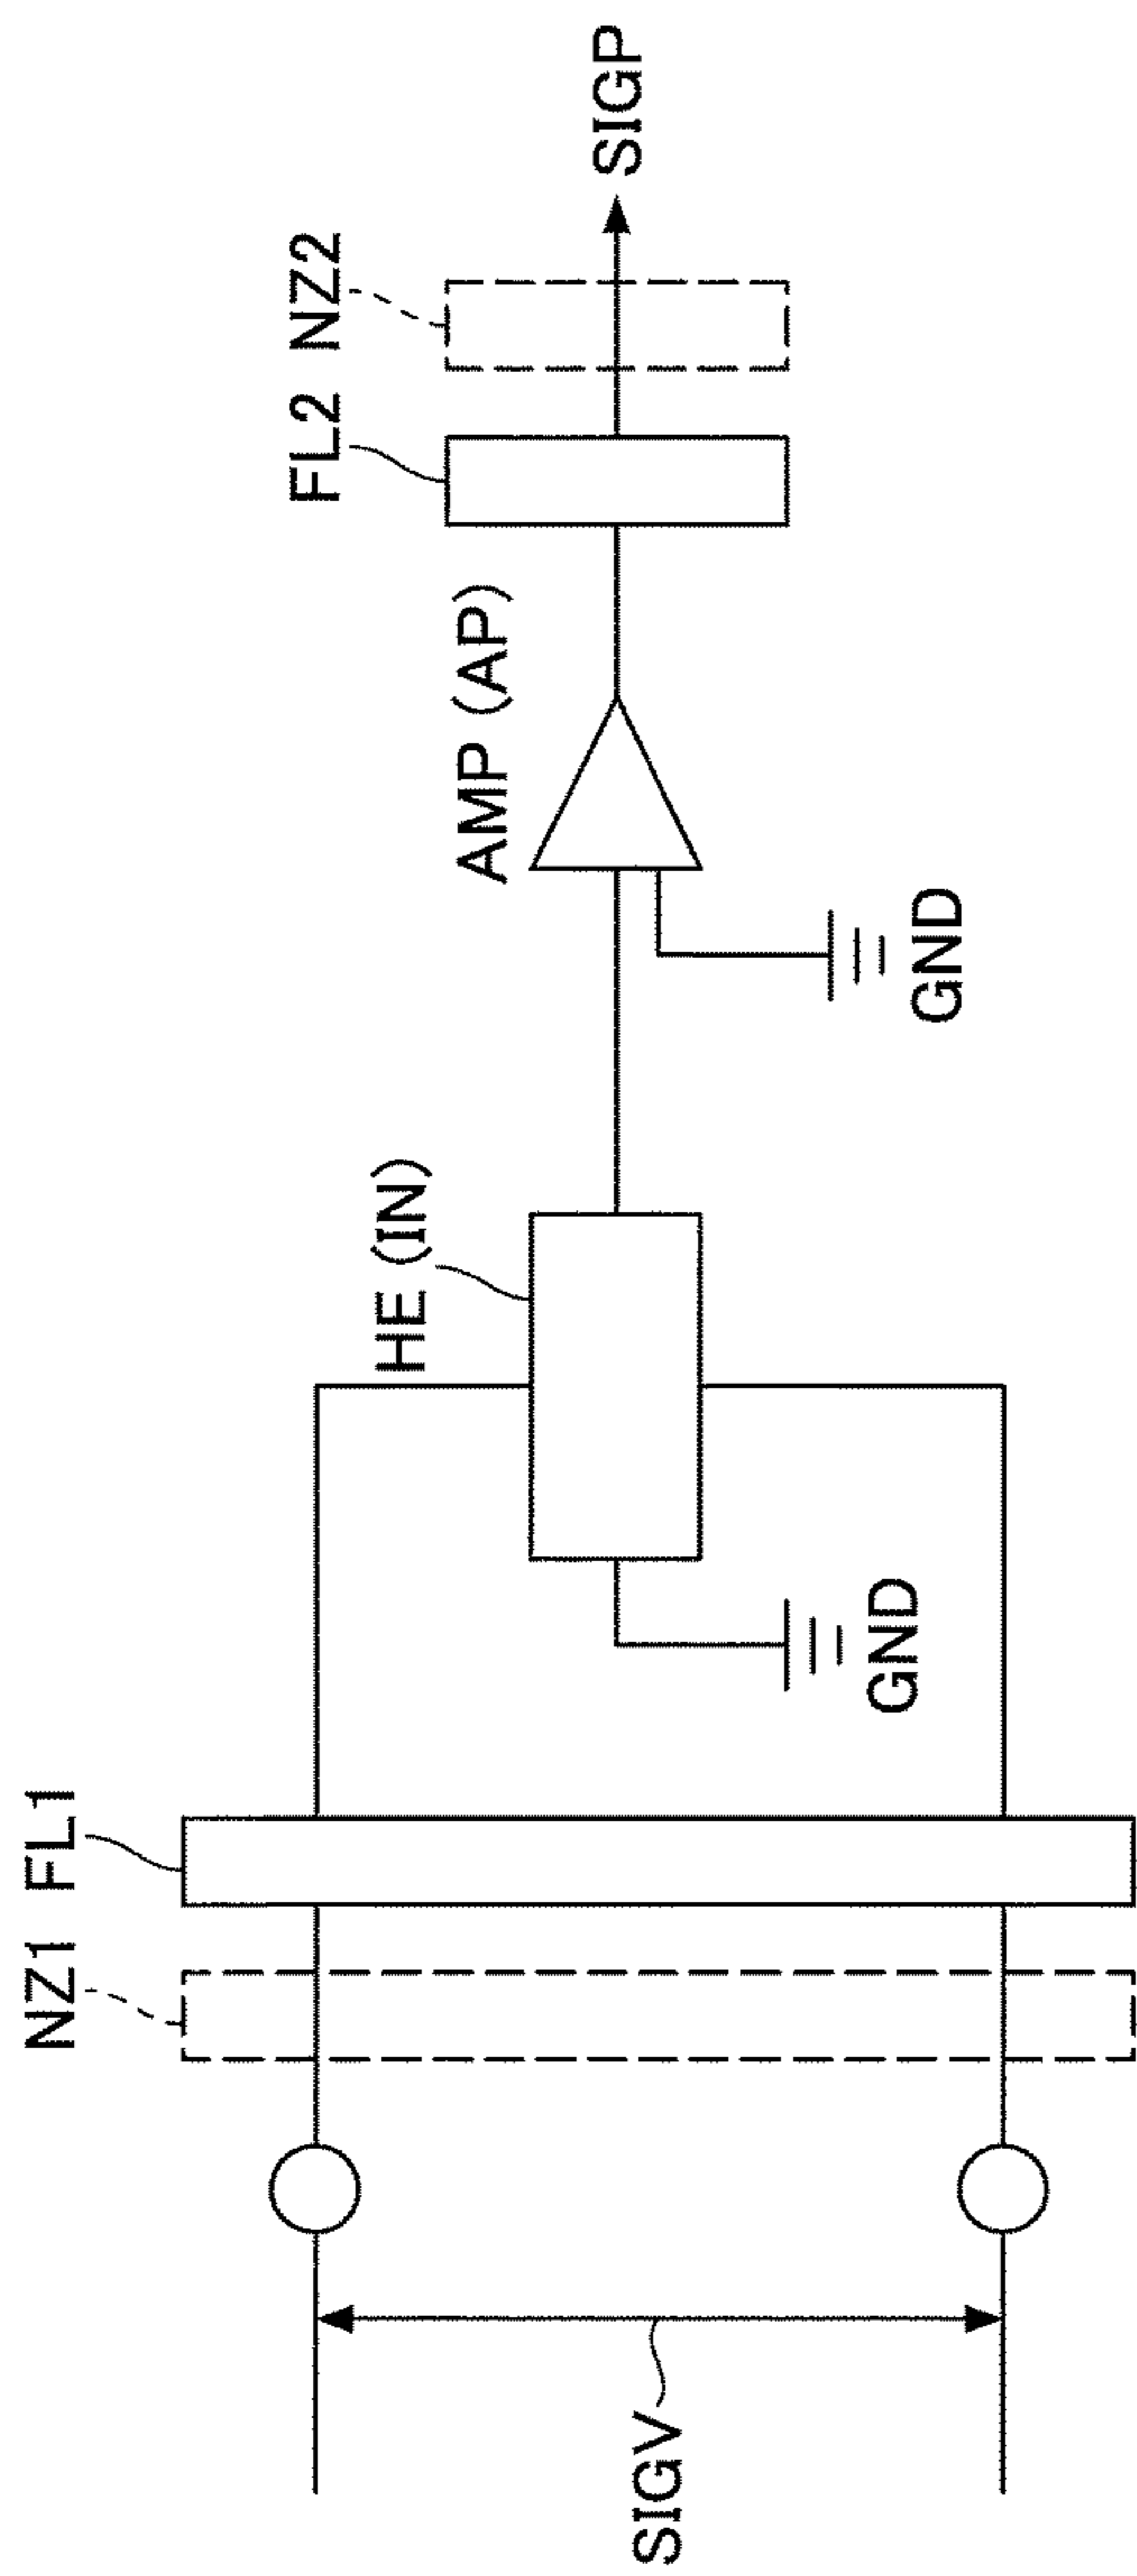 NZ1
FL1
HE (IN)
AMP (AP)
FL2
NZ2
SIGP
SIGV
GND
GND